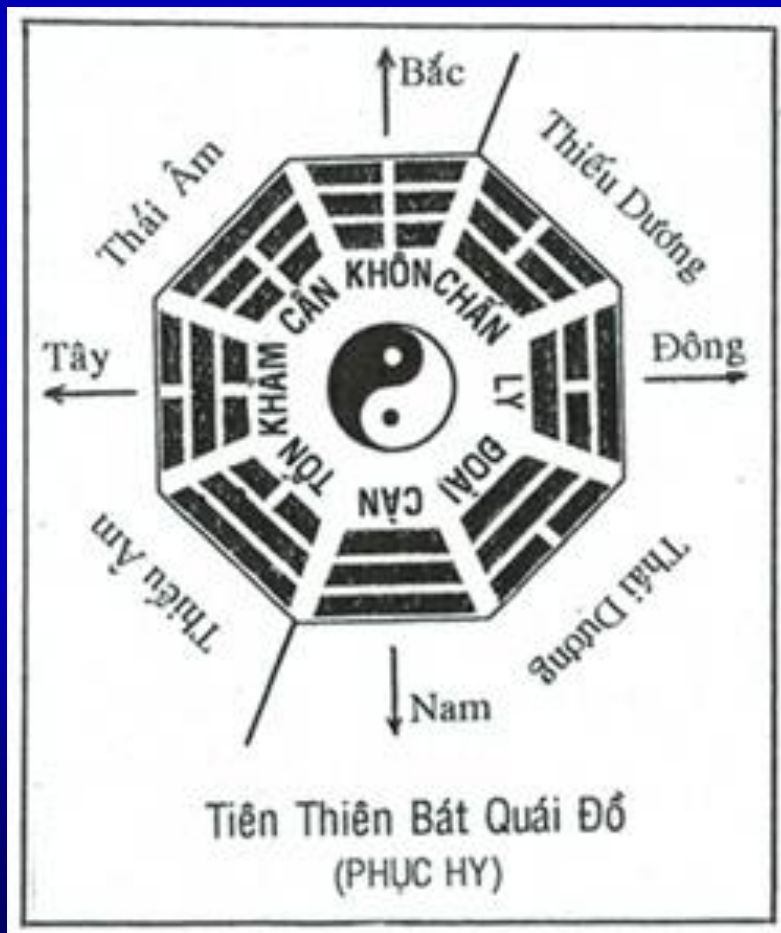 Bắc
Thiếu Dương
Thái Âm
KHÔN
CẤN
CHẤN
Tây
KHẢM
LY
Đông
TỐN
ĐOÀI
CÀN
Thiếu Âm
Thái Dương
Nam
Tiên Thiên Bát Quái Đồ
(PHỤC HY)